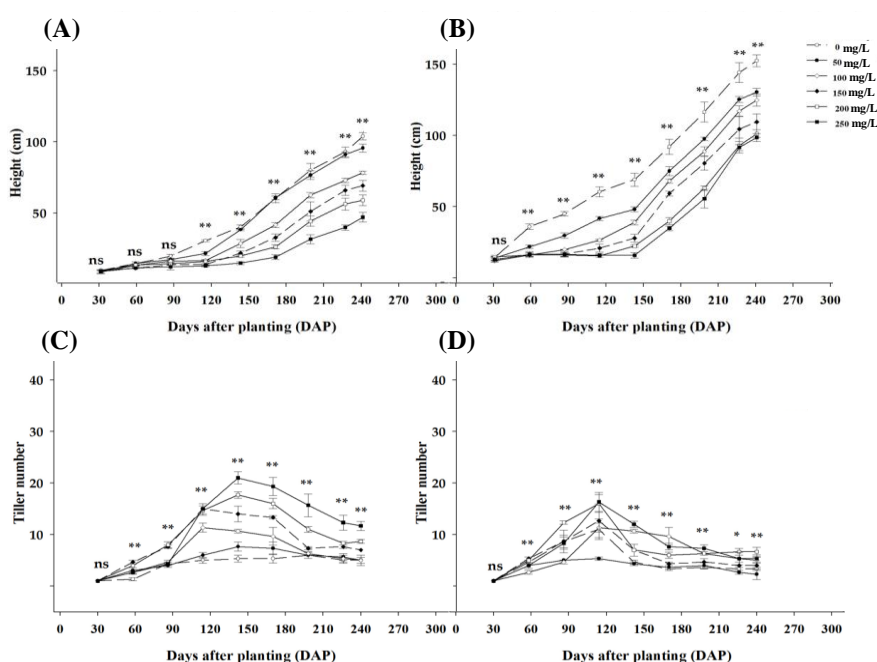 (A)
(B)
0 mg/L
50 mg/L
100 mg/L
150 mg/L
200 mg/L
250 mg/L
150
100
50
Height (cm)
ns
ns
ns
**
**
**
**
**
**
0 30 60 90 120 150 180 210 240 270 300
Days after planting (DAP)
150
100
50
Height (cm)
ns
**
**
**
**
**
**
**
**
0 30 60 90 120 150 180 210 240 270 300
Days after planting (DAP)
(C)
(D)
40
30
20
10
Tiller number
ns
**
**
**
**
**
**
**
**
0 30 60 90 120 150 180 210 240 270 300
Days after planting (DAP)
40
30
20
10
Tiller number
ns
**
**
**
**
**
**
*
**
0 30 60 90 120 150 180 210 240 270 300
Days after planting (DAP)